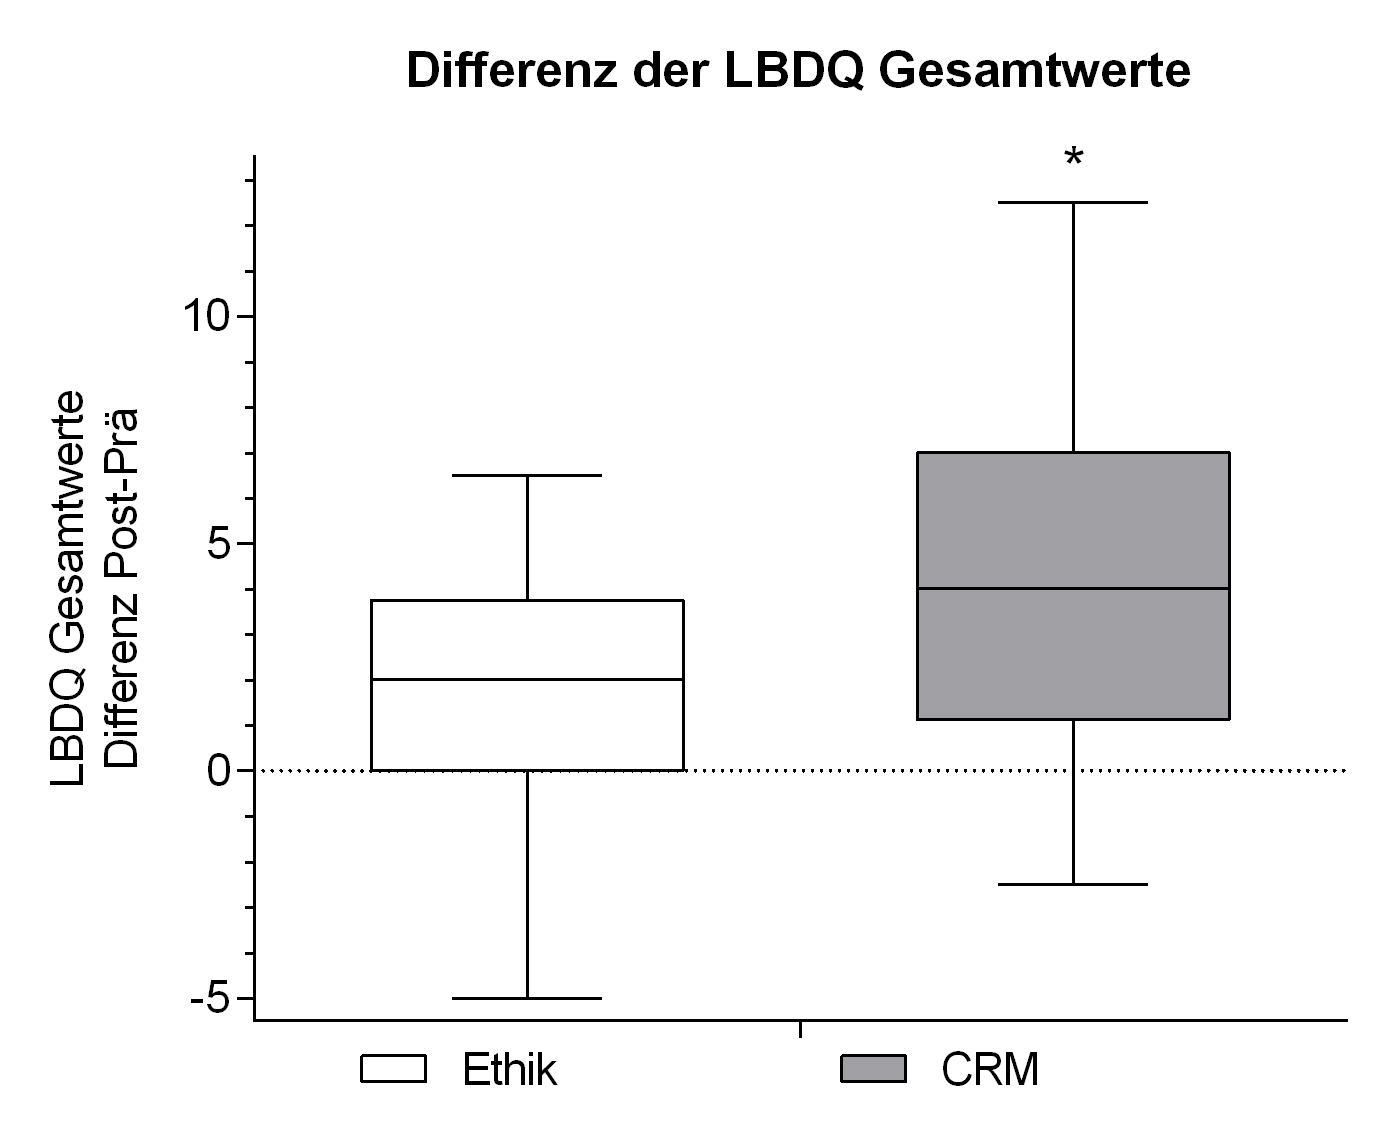 Differenz der LBDQ Gesamtwerte
*
LBDQ Gesamtwerte
Differenz Post-Prä
10
5
0
-5
Ethik
CRM